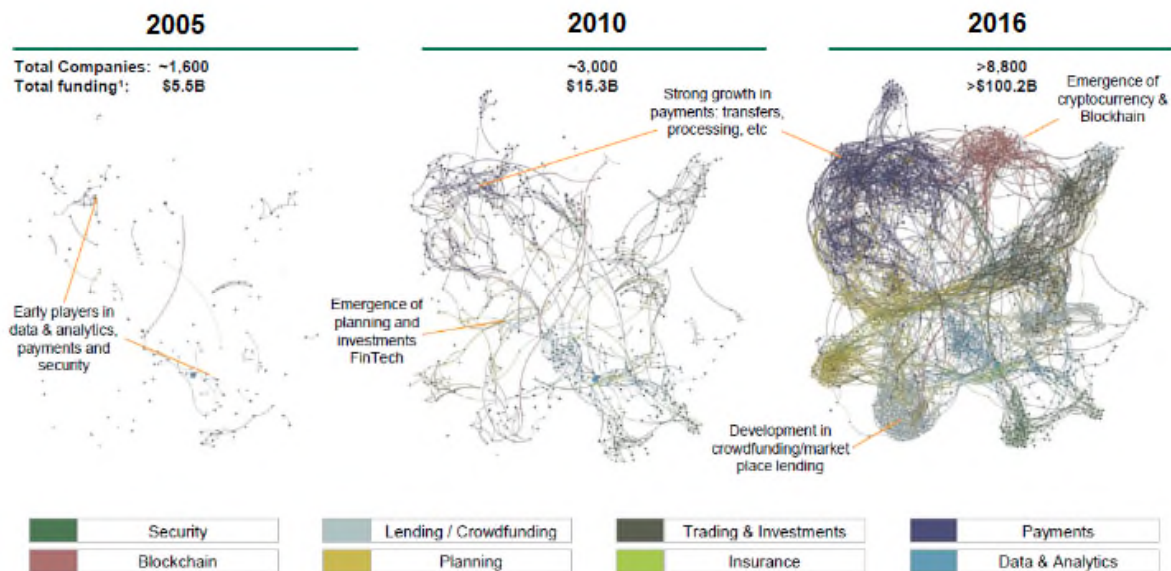 2005
2010
2016
Total Companies: ~1,600
~3,000
>8,800
Total funding¹: $5.5B
$15.3B
>$100.2B
Strong growth in
payments: transfers,
processing, etc
Emergence of
cryptocurrency &
Blockhain
Early players in
data & analytics,
payments and
security
Emergence of
planning and
investments
FinTech
Development in
crowdfunding/market
place lending
Security
Lending / Crowdfunding
Trading & Investments
Payments
Blockchain
Planning
Insurance
Data & Analytics